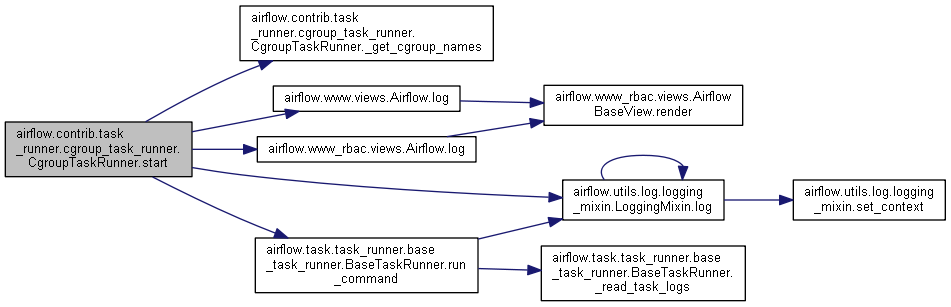 airflow.contrib.task
_runner.cgroup_task_runner.
CgroupTaskRunner.start
airflow.contrib.task
_runner.cgroup_task_runner.
CgroupTaskRunner._get_cgroup_names
airflow.www.views.Airflow.log
airflow.www_rbac.views.Airflow.log
airflow.www_rbac.views.Airflow
BaseView.render
airflow.utils.log.logging
_mixin.LoggingMixin.log
airflow.utils.log.logging
_mixin.set_context
airflow.task.task_runner.base
_task_runner.BaseTaskRunner.run
_command
airflow.task.task_runner.base
_task_runner.BaseTaskRunner.
_read_task_logs